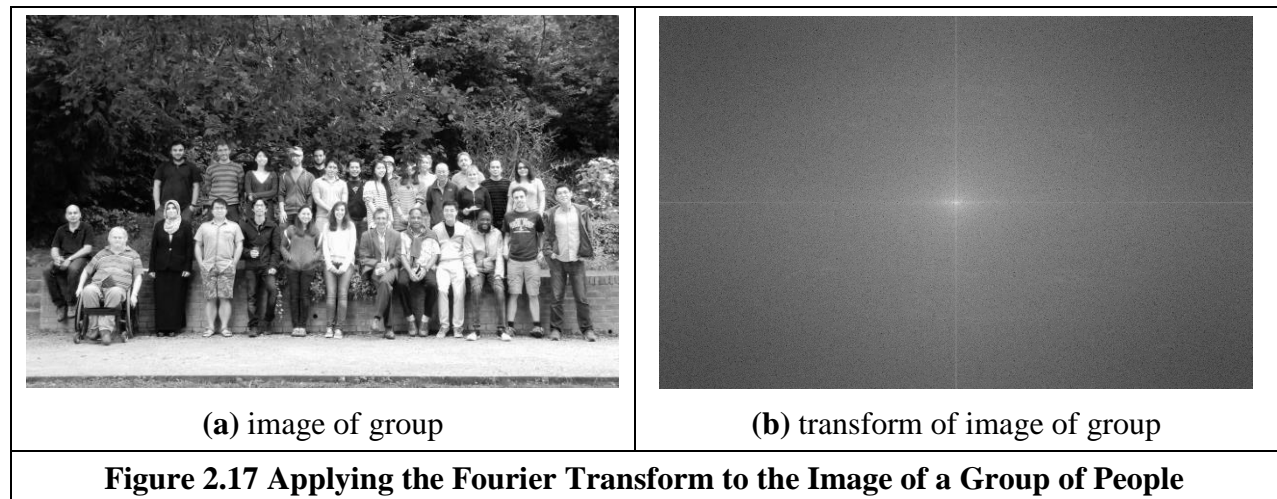 (a) image of group
(b) transform of image of group
Figure 2.17 Applying the Fourier Transform to the Image of a Group of People